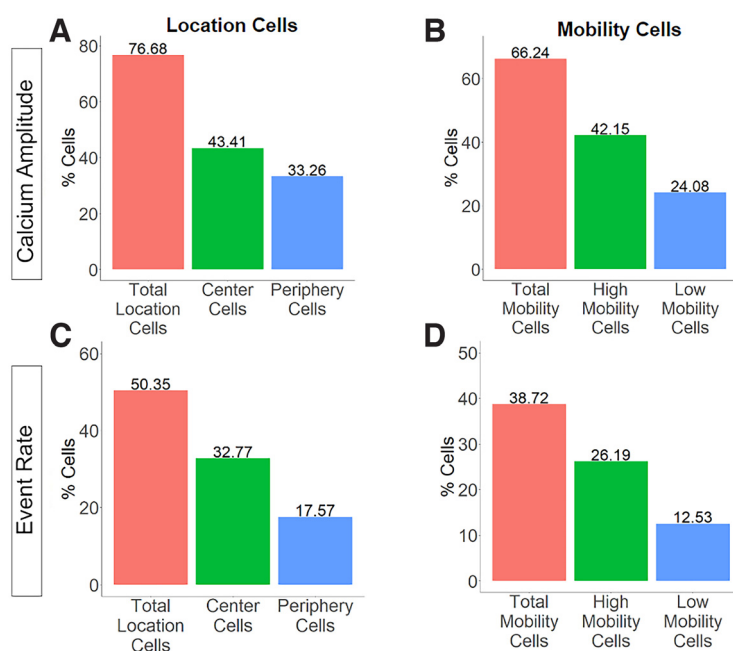 A
Location Cells
B
Mobility Cells
Calcium Amplitude
% Cells
80
60
40
20
0
76.68
43.41
33.26
Total
Location
Cells
Center
Cells
Periphery
Cells
% Cells
60
40
20
0
66.24
42.15
24.08
Total
Mobility
Cells
High
Mobility
Cells
Low
Mobility
Cells
C
D
Event Rate
% Cells
60
40
20
0
50.35
32.77
17.57
Total
Location
Cells
Center
Cells
Periphery
Cells
% Cells
50
40
30
20
10
0
38.72
26.19
12.53
Total
Mobility
Cells
High
Mobility
Cells
Low
Mobility
Cells